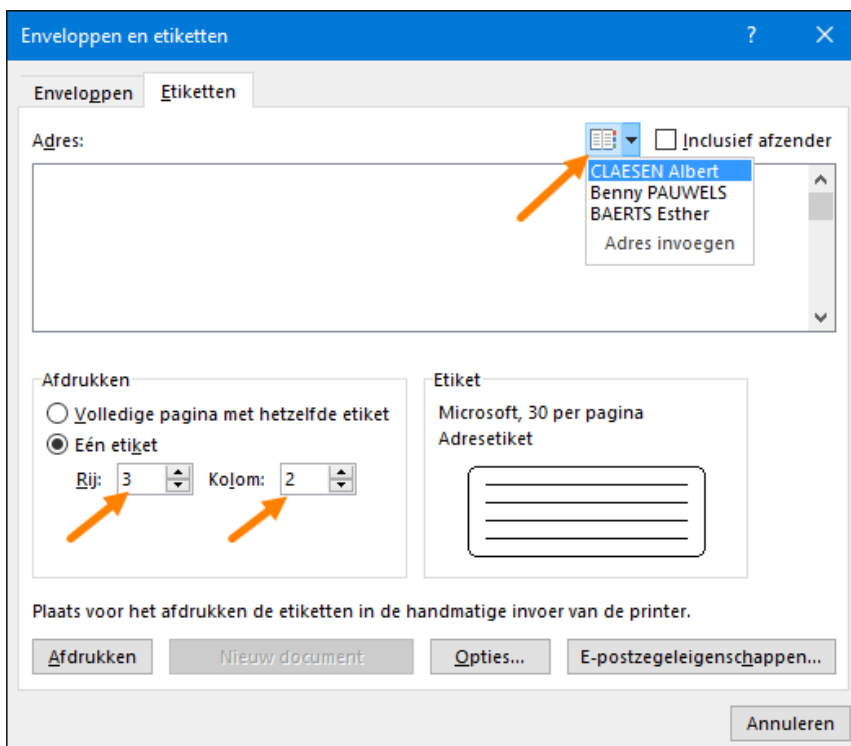 Enveloppen en etiketten ?
Enveloppen Etiketten
Adres: Inclusief afzender
CLAESEN Albert
Benny PAUWELS
BAERTS Esther
Adres invoegen
Afdrukken
Volledige pagina met hetzelfde etiket
Eén etiket
Rij: 3 Kolom: 2
Etiket
Microsoft, 30 per pagina
Adresetiket
Plaats voor het afdrukken de etiketten in de handmatige invoer van de printer.
Afdrukken Nieuw document Opties... E-postzegeleigenschappen...
Annuleren